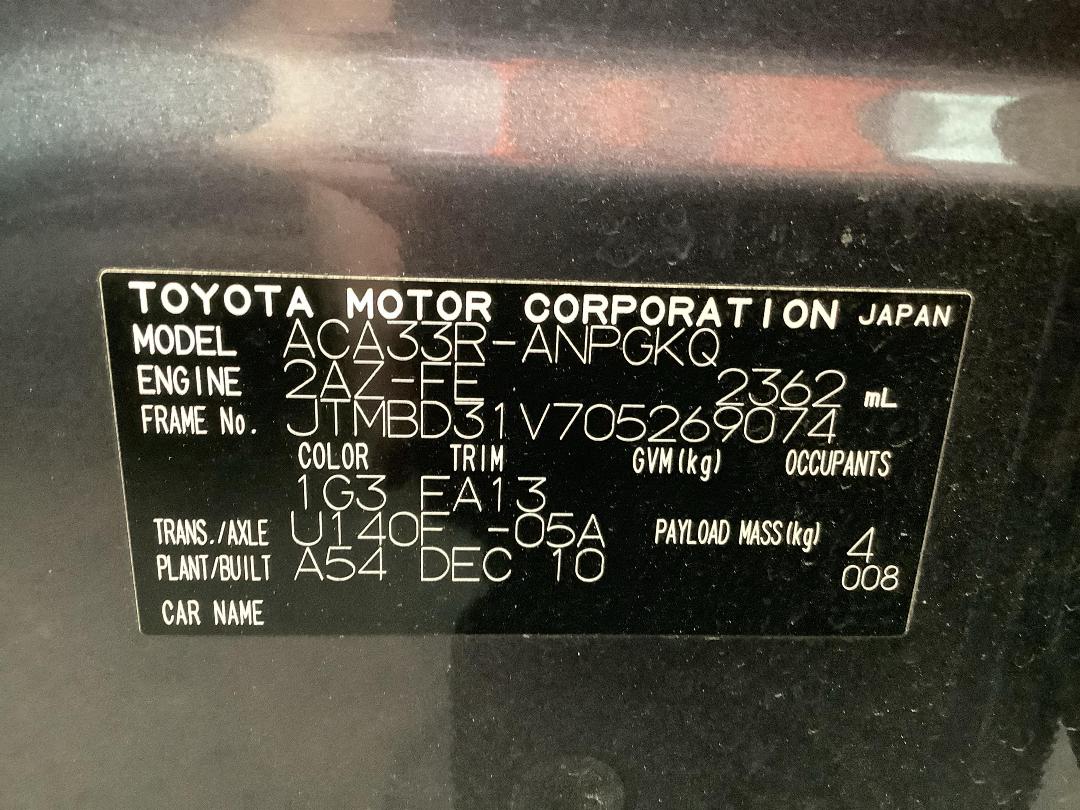 TOYOTA MOTOR CORPORATION JAPAN
MODEL ACA33R-ANPGKQ
ENGINE 2AZ-FE 2362 mL
FRAME No. JTMBD31V705269074
COLOR TRIM GVM(kg) OCCUPANTS
1G3 FA13
TRANS./AXLE U140F -05A PAYLOAD MASS(kg) 4
PLANT/BUILT A54 DEC 10 008
CAR NAME